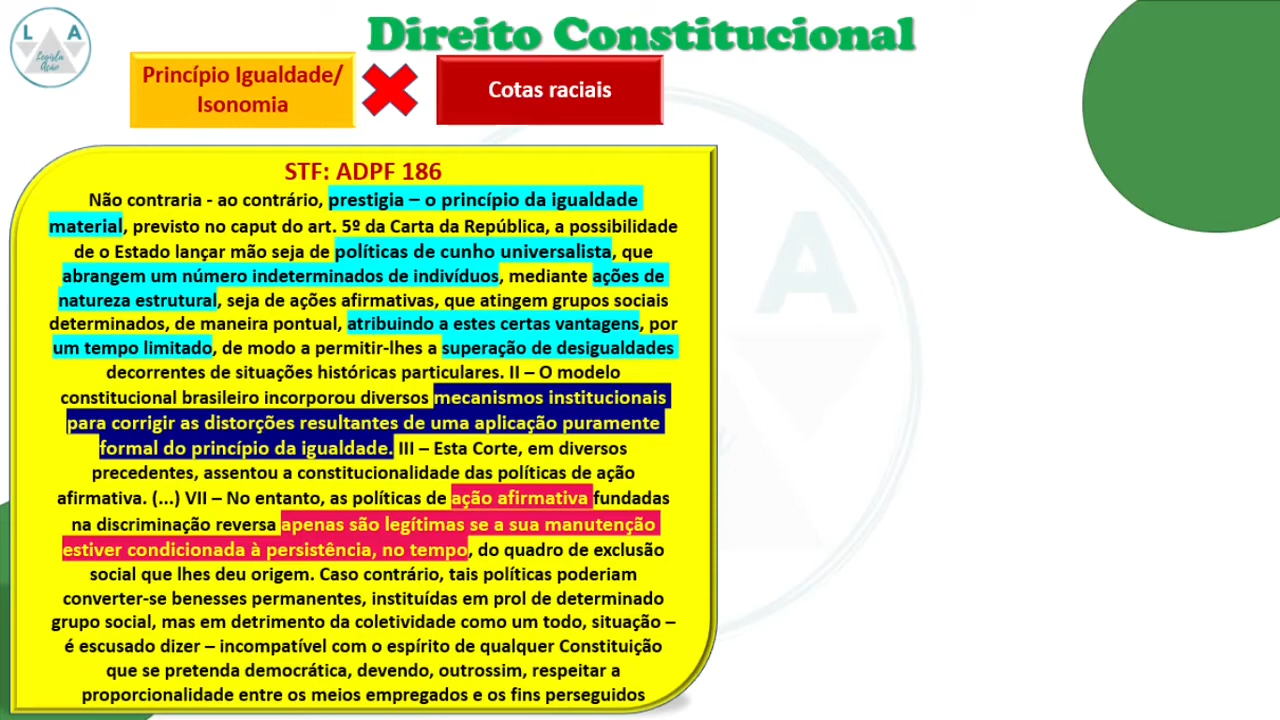 L A
Legisla
Ação
Direito Constitucional
Princípio Igualdade/
Isonomia
Cotas raciais
STF: ADPF 186
Não contraria - ao contrário, prestigia – o princípio da igualdade
material, previsto no caput do art. 5º da Carta da República, a possibilidade
de o Estado lançar mão seja de políticas de cunho universalista, que
abrangem um número indeterminados de indivíduos, mediante ações de
natureza estrutural, seja de ações afirmativas, que atingem grupos sociais
determinados, de maneira pontual, atribuindo a estes certas vantagens, por
um tempo limitado, de modo a permitir-lhes a superação de desigualdades
decorrentes de situações históricas particulares. II – O modelo
constitucional brasileiro incorporou diversos mecanismos institucionais
para corrigir as distorções resultantes de uma aplicação puramente
formal do princípio da igualdade. III – Esta Corte, em diversos
precedentes, assentou a constitucionalidade das políticas de ação
afirmativa. (...) VII – No entanto, as políticas de ação afirmativa fundadas
na discriminação reversa apenas são legítimas se a sua manutenção
estiver condicionada à persistência, no tempo, do quadro de exclusão
social que lhes deu origem. Caso contrário, tais políticas poderiam
converter-se benesses permanentes, instituídas em prol de determinado
grupo social, mas em detrimento da coletividade como um todo, situação –
é escusado dizer – incompatível com o espírito de qualquer Constituição
que se pretenda democrática, devendo, outrossim, respeitar a
proporcionalidade entre os meios empregados e os fins perseguidos
A